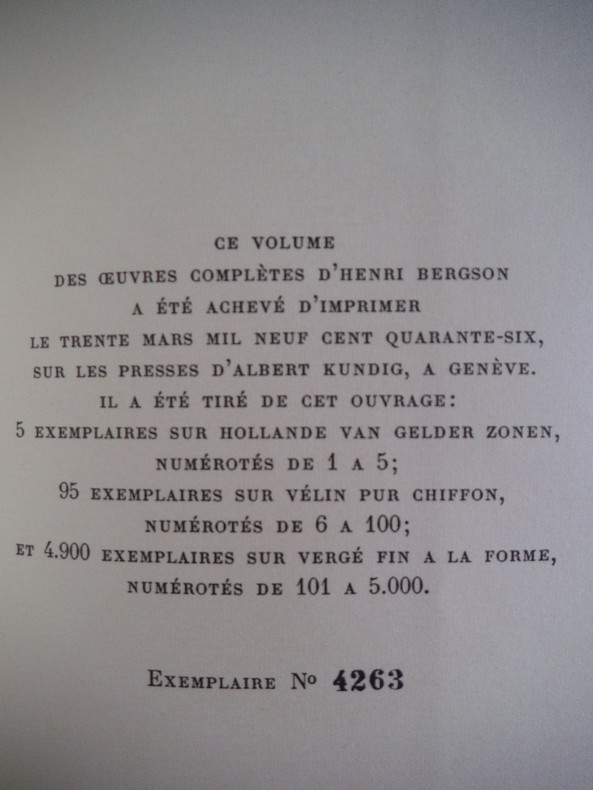 CE VOLUME
DES ŒUVRES COMPLÈTES D'HENRI BERGSON
A ÉTÉ ACHEVÉ D'IMPRIMER
LE TRENTE MARS MIL NEUF CENT QUARANTE-SIX,
SUR LES PRESSES D'ALBERT KUNDIG, A GENÈVE.
IL A ÉTÉ TIRÉ DE CET OUVRAGE:
5 EXEMPLAIRES SUR HOLLANDE VAN GELDER ZONEN,
NUMÉROTÉS DE 1 A 5;
95 EXEMPLAIRES SUR VÉLIN PUR CHIFFON,
NUMÉROTÉS DE 6 A 100;
ET 4.900 EXEMPLAIRES SUR VERGÉ FIN A LA FORME,
NUMÉROTÉS DE 101 A 5.000.
EXEMPLAIRE Nº 4263